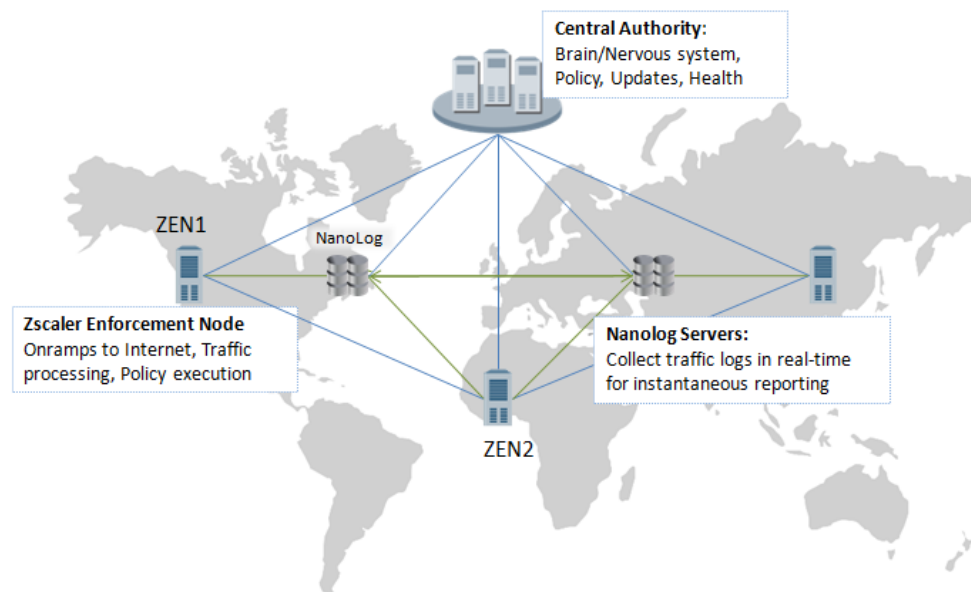 Central Authority:
Brain/Nervous system,
Policy, Updates, Health
ZEN1
NanoLog
Zscaler Enforcement Node
Onramps to Internet, Traffic
processing, Policy execution
Nanolog Servers:
Collect traffic logs in real-time
for instantaneous reporting
ZEN2